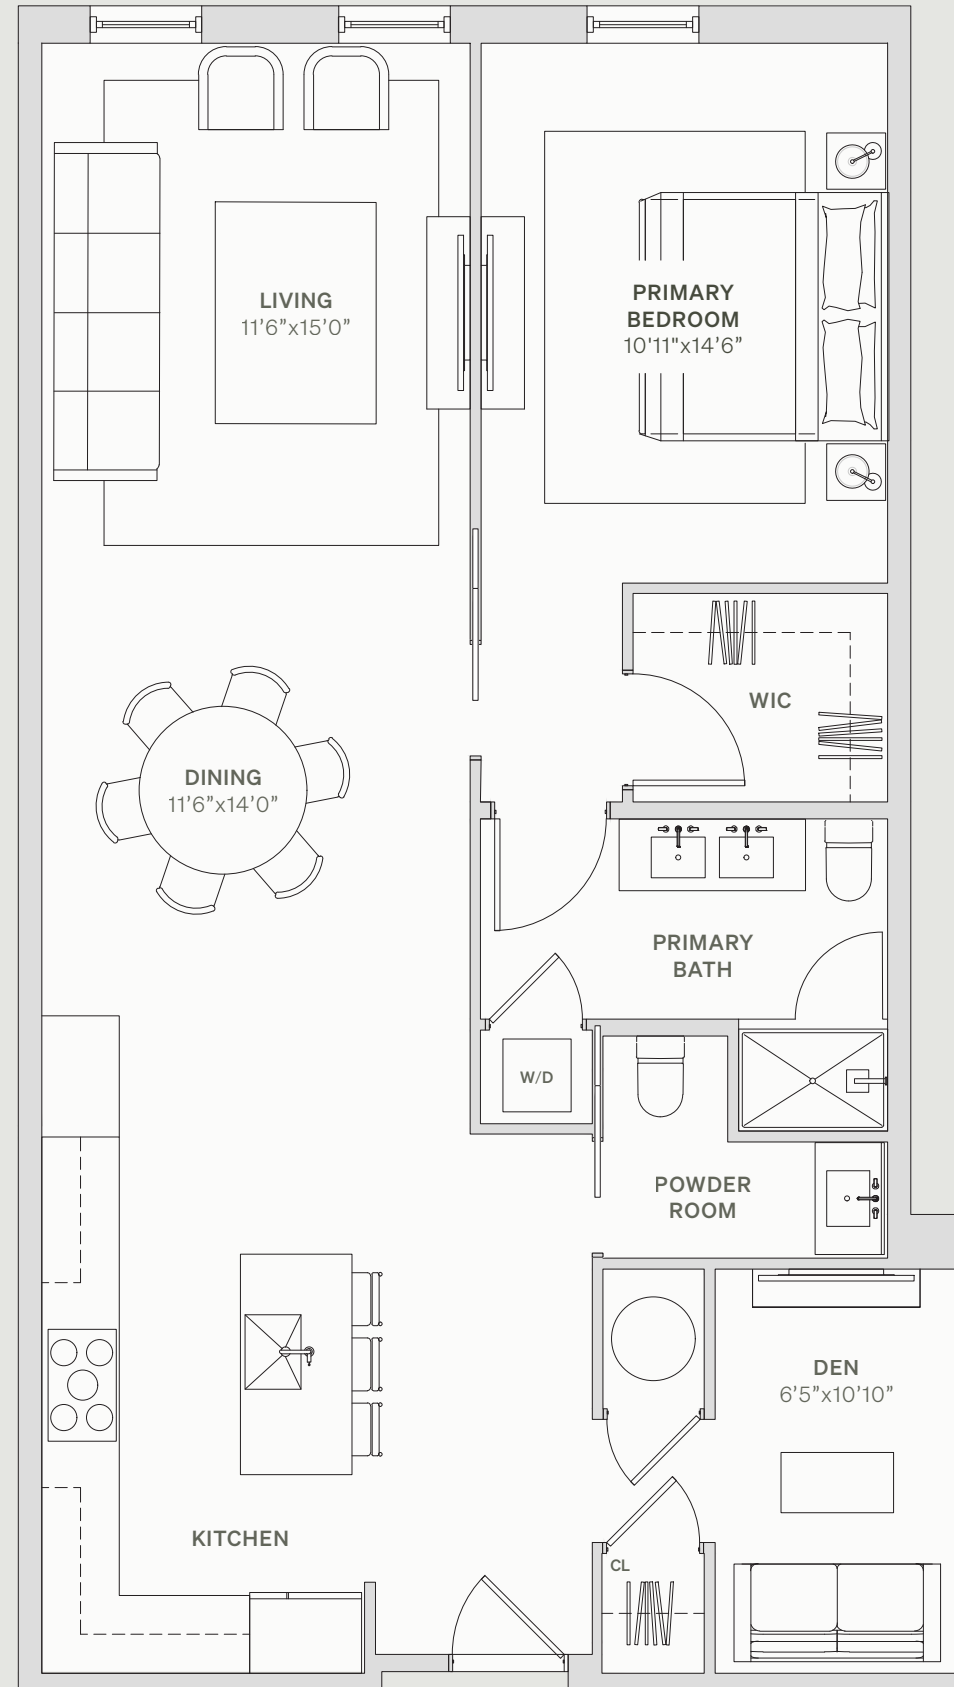 LIVING
11’6”x15’0”
PRIMARY
BEDROOM
10'11"x14’6”
WIC
DINING
11’6”x14’0”
PRIMARY
BATH
W/D
POWDER
ROOM
DEN
6’5”x10’10”
KITCHEN
CL